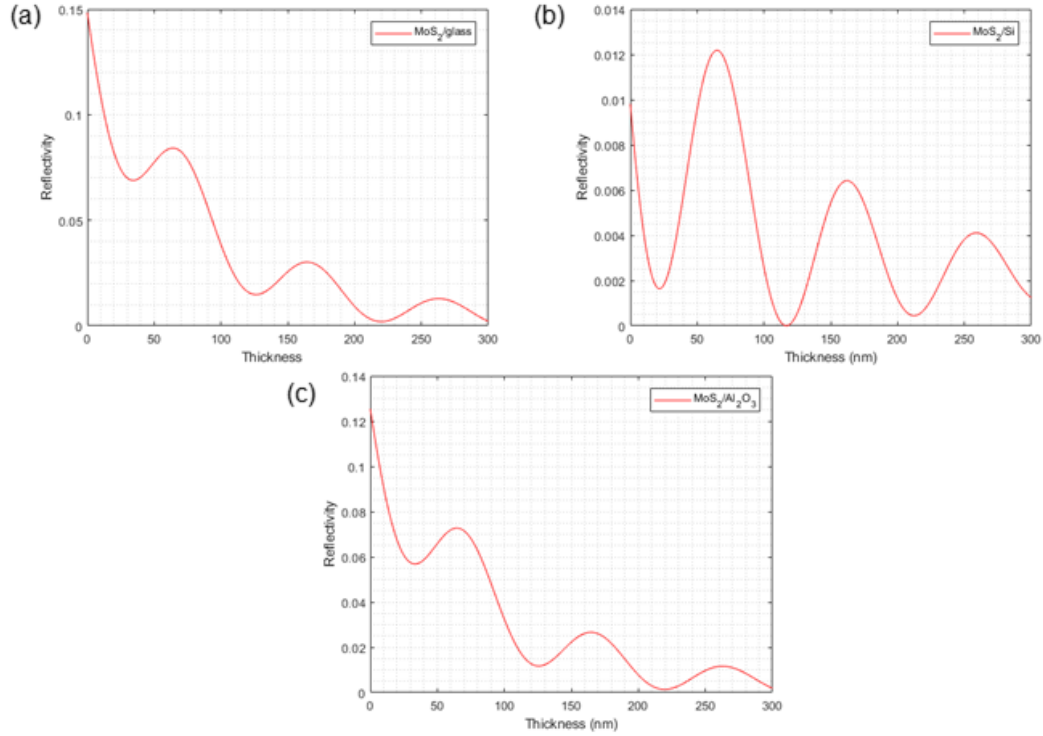 (a)
0.15
0.1
0.05
0
Reflectivity
MoS2/glass
0 50 100 150 200 250 300
Thickness
(b)
0.014
0.012
0.01
0.008
0.006
0.004
0.002
0
Reflectivity
MoS2/Si
0 50 100 150 200 250 300
Thickness (nm)
(c)
0.14
0.12
0.1
0.08
0.06
0.04
0.02
0
Reflectivity
MoS2/Al2O3
0 50 100 150 200 250 300
Thickness (nm)